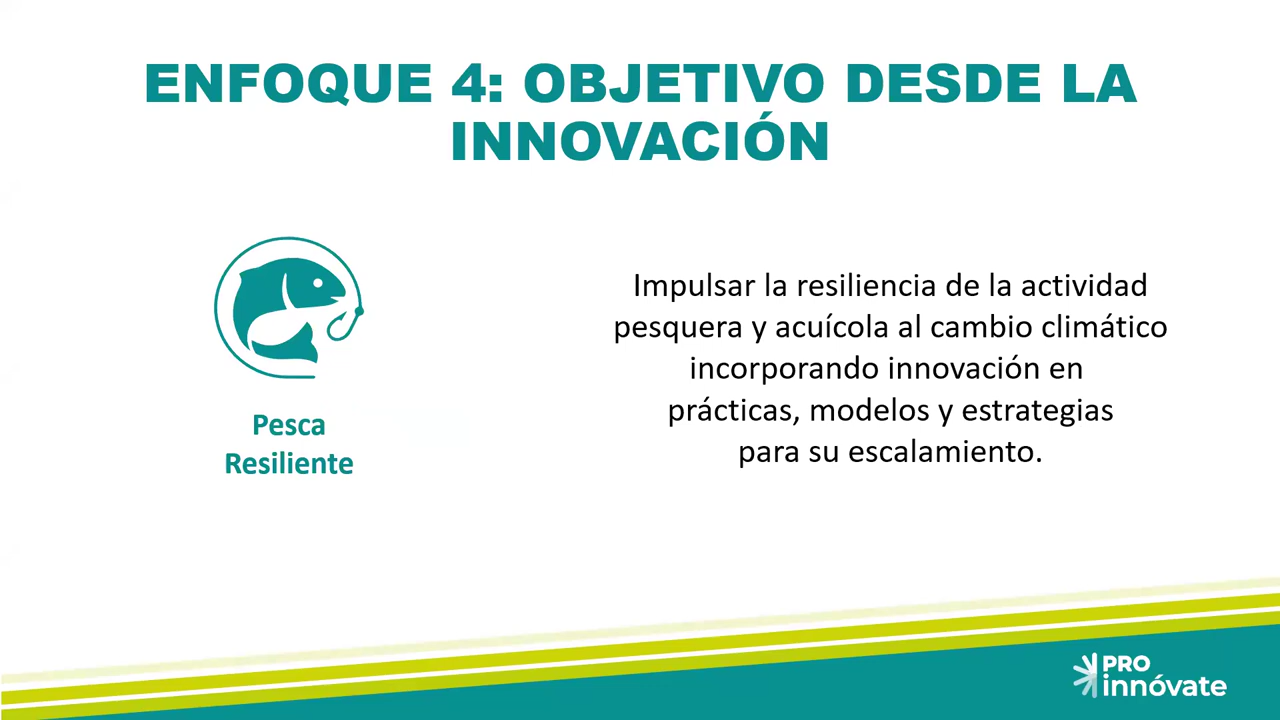 ENFOQUE 4: OBJETIVO DESDE LA
INNOVACIÓN
Pesca
Resiliente
Impulsar la resiliencia de la actividad
pesquera y acuícola al cambio climático
incorporando innovación en
prácticas, modelos y estrategias
para su escalamiento.
PRO
innóvate